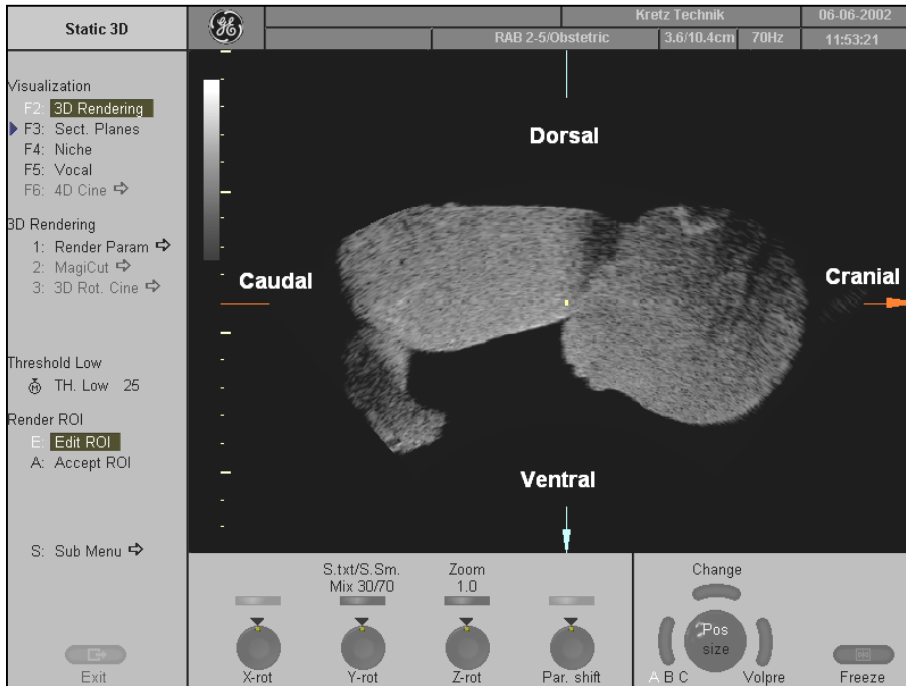 Static 3D
Kretz Technik
06-06-2002
RAB 2-5/Obstetric
3.6/10.4cm
70Hz
11:53:21
Visualization
F2: 3D Rendering
F3: Sect. Planes
F4: Niche
F5: Vocal
F6: 4D Cine
3D Rendering
1: Render Param
2: MagiCut
3: 3D Rot. Cine
Threshold Low
TH. Low 25
Render ROI
E: Edit ROI
A: Accept ROI
S: Sub Menu
Exit
Dorsal
Caudal
Cranial
Ventral
S.txt/S.Sm.
Mix 30/70
Zoom
1.0
X-rot
Y-rot
Z-rot
Par. shift
Change
Pos
size
A B C
Volpre
Freeze